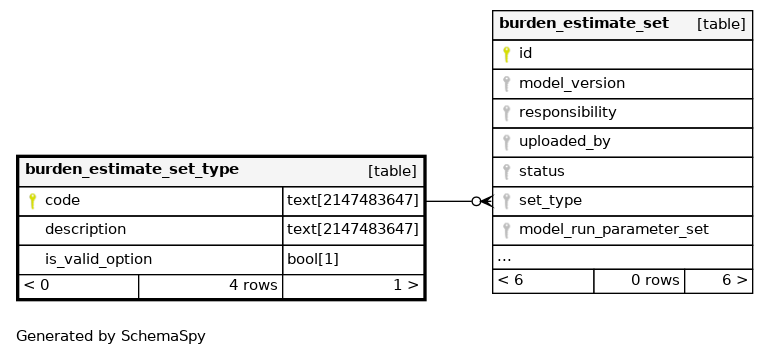 burden_estimate_set [table]
id
model_version
responsibility
uploaded_by
status
set_type
model_run_parameter_set
...
< 6 0 rows 6 >
burden_estimate_set_type [table]
code text[2147483647]
description text[2147483647]
is_valid_option bool[1]
< 0 4 rows 1 >
Generated by SchemaSpy